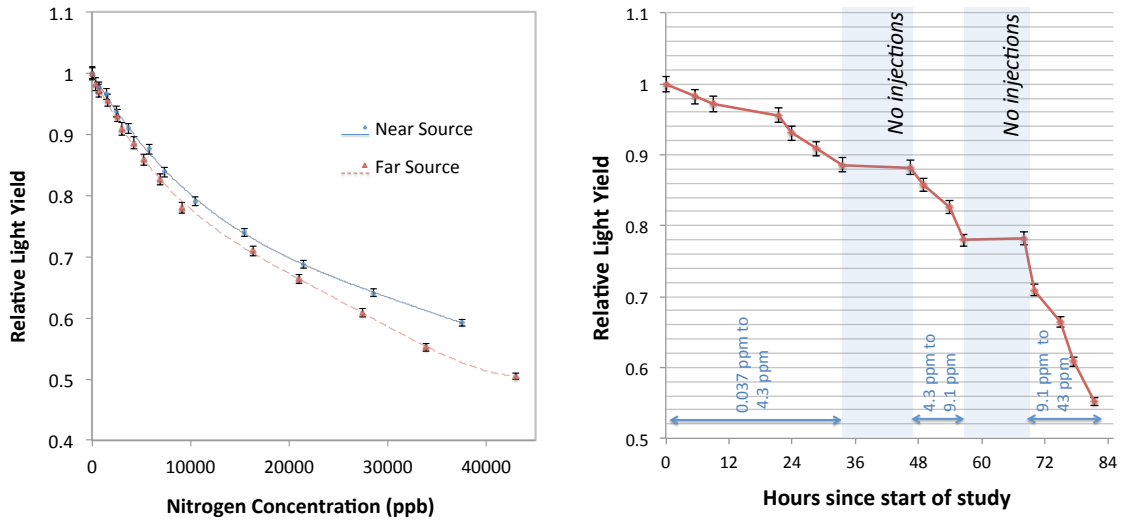 1.1
1
0.9
0.8
0.7
0.6
0.5
0.4
Relative Light Yield
Near Source
Far Source
0 10000 20000 30000 40000
Nitrogen Concentration (ppb)
1.1
1
0.9
0.8
0.7
0.6
0.5
Relative Light Yield
No injections
No injections
0.037 ppm to
4.3 ppm
4.3 ppm to
9.1 ppm
9.1 ppm to
43 ppm
0 12 24 36 48 60 72 84
Hours since start of study